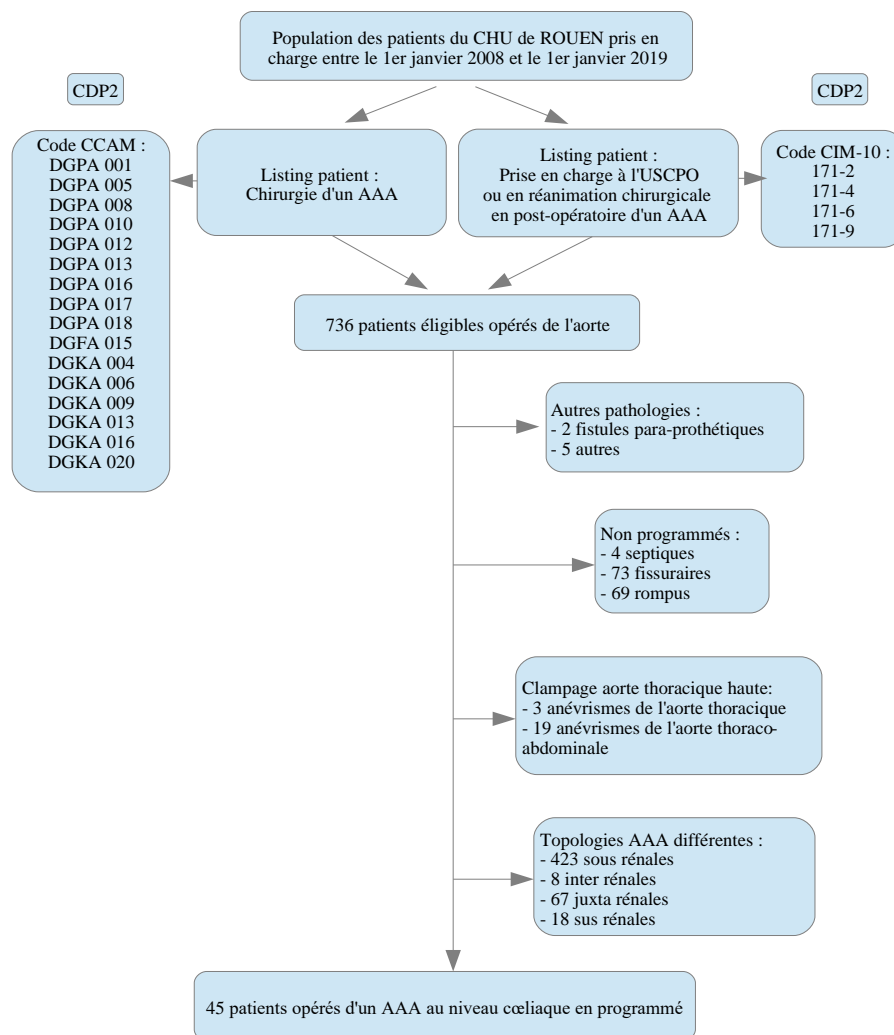 Population des patients du CHU de ROUEN pris en
charge entre le 1er janvier 2008 et le 1er janvier 2019
CDP2
Code CCAM :
DGPA 001
DGPA 005
DGPA 008
DGPA 010
DGPA 012
DGPA 013
DGPA 016
DGPA 017
DGPA 018
DGFA 015
DGKA 004
DGKA 006
DGKA 009
DGKA 013
DGKA 016
DGKA 020
Listing patient :
Chirurgie d'un AAA
Listing patient :
Prise en charge à l'USCPO
ou en réanimation chirurgicale
en post-opératoire d'un AAA
CDP2
Code CIM-10 :
171-2
171-4
171-6
171-9
736 patients éligibles opérés de l'aorte
Autres pathologies :
- 2 fistules para-prothétiques
- 5 autres
Non programmés :
- 4 septiques
- 73 fissuraires
- 69 rompus
Clampage aorte thoracique haute:
- 3 anévrismes de l'aorte thoracique
- 19 anévrismes de l'aorte thoraco-
abdominale
Topologies AAA différentes :
- 423 sous rénales
- 8 inter rénales
- 67 juxta rénales
- 18 sus rénales
45 patients opérés d'un AAA au niveau cœliaque en programmé